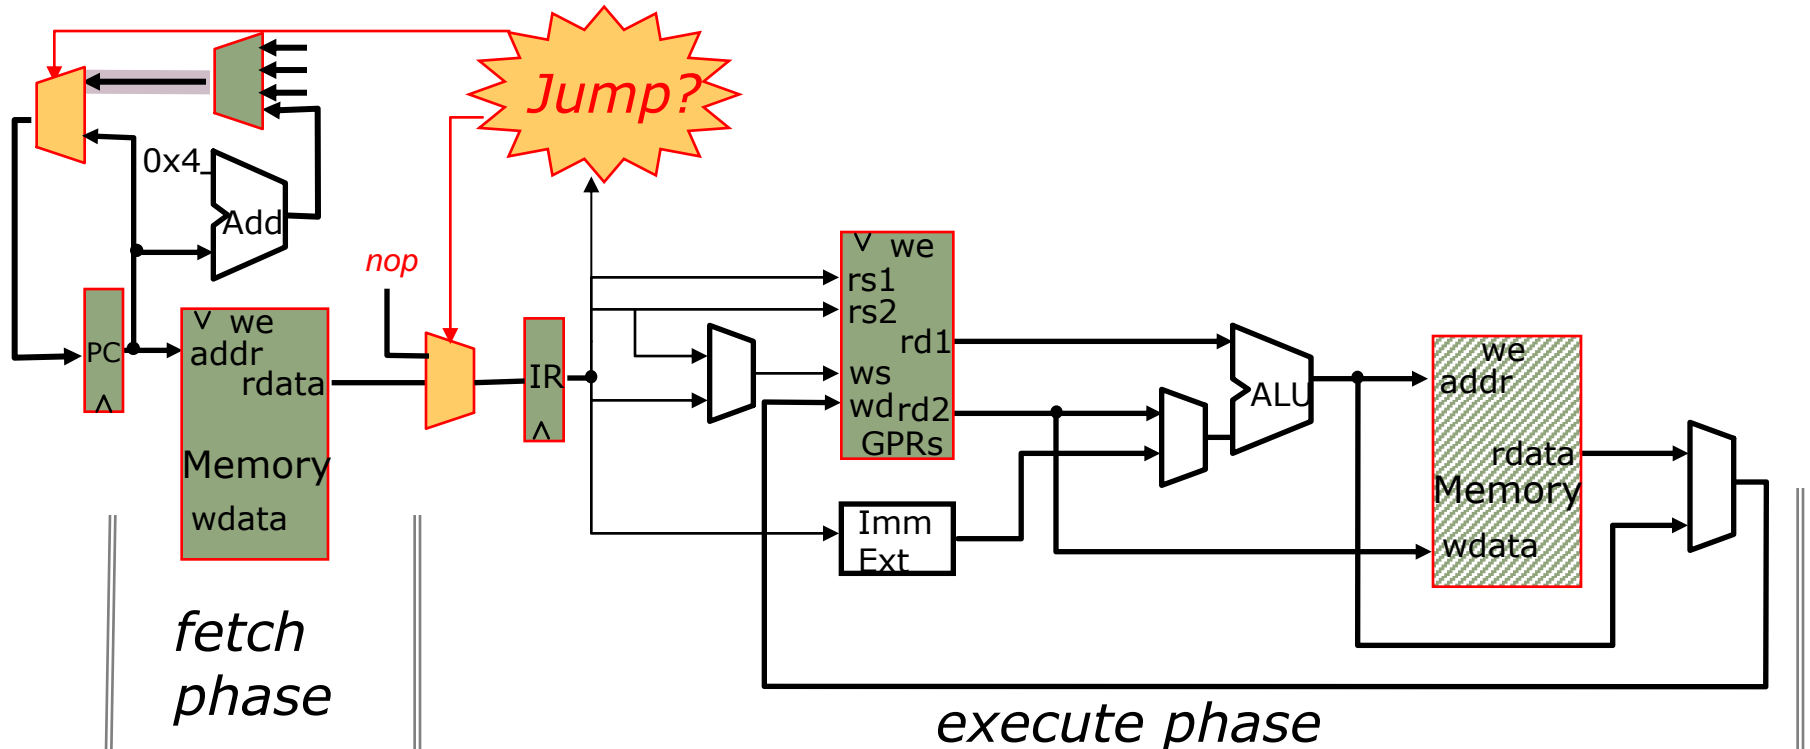 Jump?
0x4
Add
nop
PC
we
addr
rdata
Memory
wdata
IR
we
rs1
rs2
rd1
ws
wd rd2
GPRs
Imm
Ext
ALU
we
addr
rdata
Memory
wdata
fetch
phase
execute phase